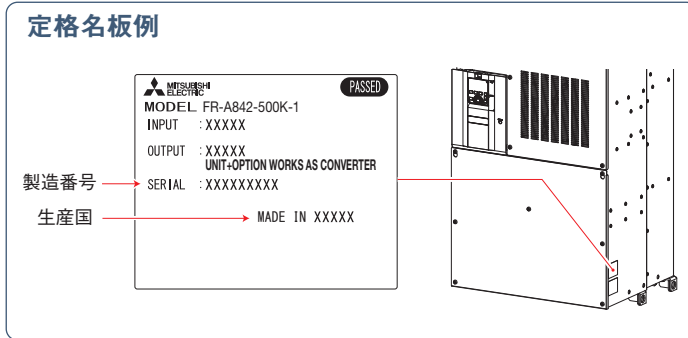 定格名板例
MITSUBISHI
ELECTRIC
PASSED
MODEL FR-A842-500K-1
INPUT : XXXXX
OUTPUT : XXXXX
UNIT+OPTION WORKS AS CONVERTER
製造番号
SERIAL : XXXXXXXXX
生産国
MADE IN XXXXX